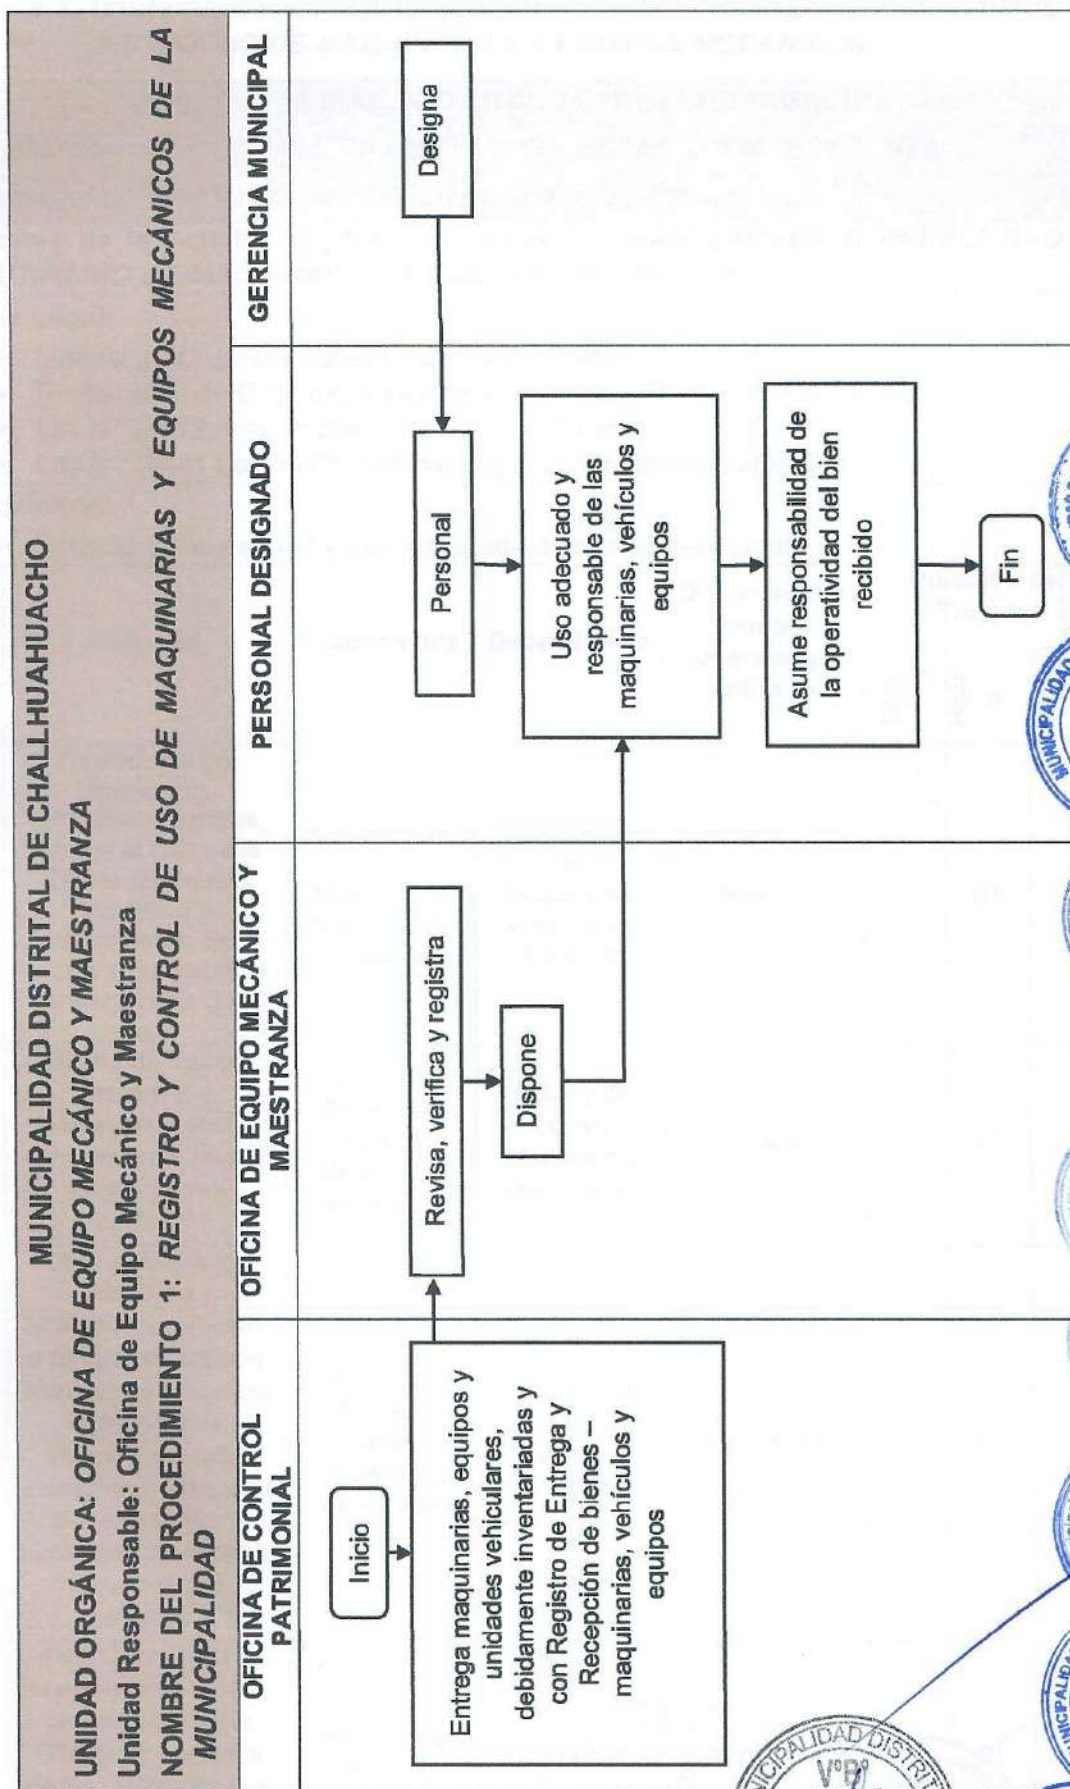 MUNICIPALIDAD DISTRITAL DE CHALLHUAHUACHO
UNIDAD ORGÁNICA: OFICINA DE EQUIPO MECÁNICO Y MAESTRANZA
Unidad Responsable: Oficina de Equipo Mecánico y Maestranza
NOMBRE DEL PROCEDIMIENTO 1: REGISTRO Y CONTROL DE USO DE MAQUINARIAS Y EQUIPOS MECÁNICOS DE LA
MUNICIPALIDAD
OFICINA DE CONTROL
PATRIMONIAL
OFICINA DE EQUIPO MECÁNICO Y
MAESTRANZA
PERSONAL DESIGNADO
GERENCIA MUNICIPAL
Inicio
Entrega maquinarias, equipos y
unidades vehiculares,
debidamente inventariadas y
con Registro de Entrega y
Recepción de bienes –
maquinarias, vehículos y
equipos
Revisa, verifica y registra
Dispone
Personal
Uso adecuado y
responsable de las
maquinarias, vehículos y
equipos
Asume responsabilidad de
la operatividad del bien
recibido
Fin
Designa
V°B°